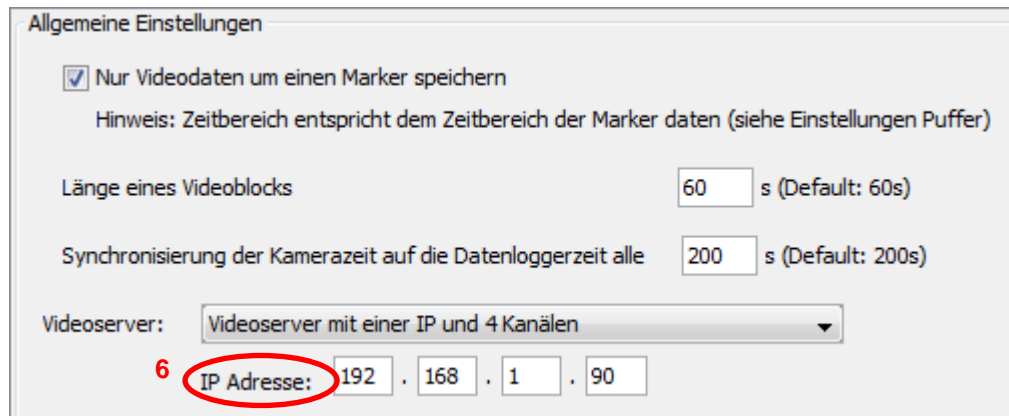 Allgemeine Einstellungen
Nur Videodaten um einen Marker speichern
Hinweis: Zeitbereich entspricht dem Zeitbereich der Marker daten (siehe Einstellungen Puffer)
Länge eines Videoblocks 60 s (Default: 60s)
Synchronisierung der Kamerazeit auf die Datenloggerzeit alle 200 s (Default: 200s)
Videoserver: Videoserver mit einer IP und 4 Kanälen
6 IP Adresse: 192 . 168 . 1 . 90